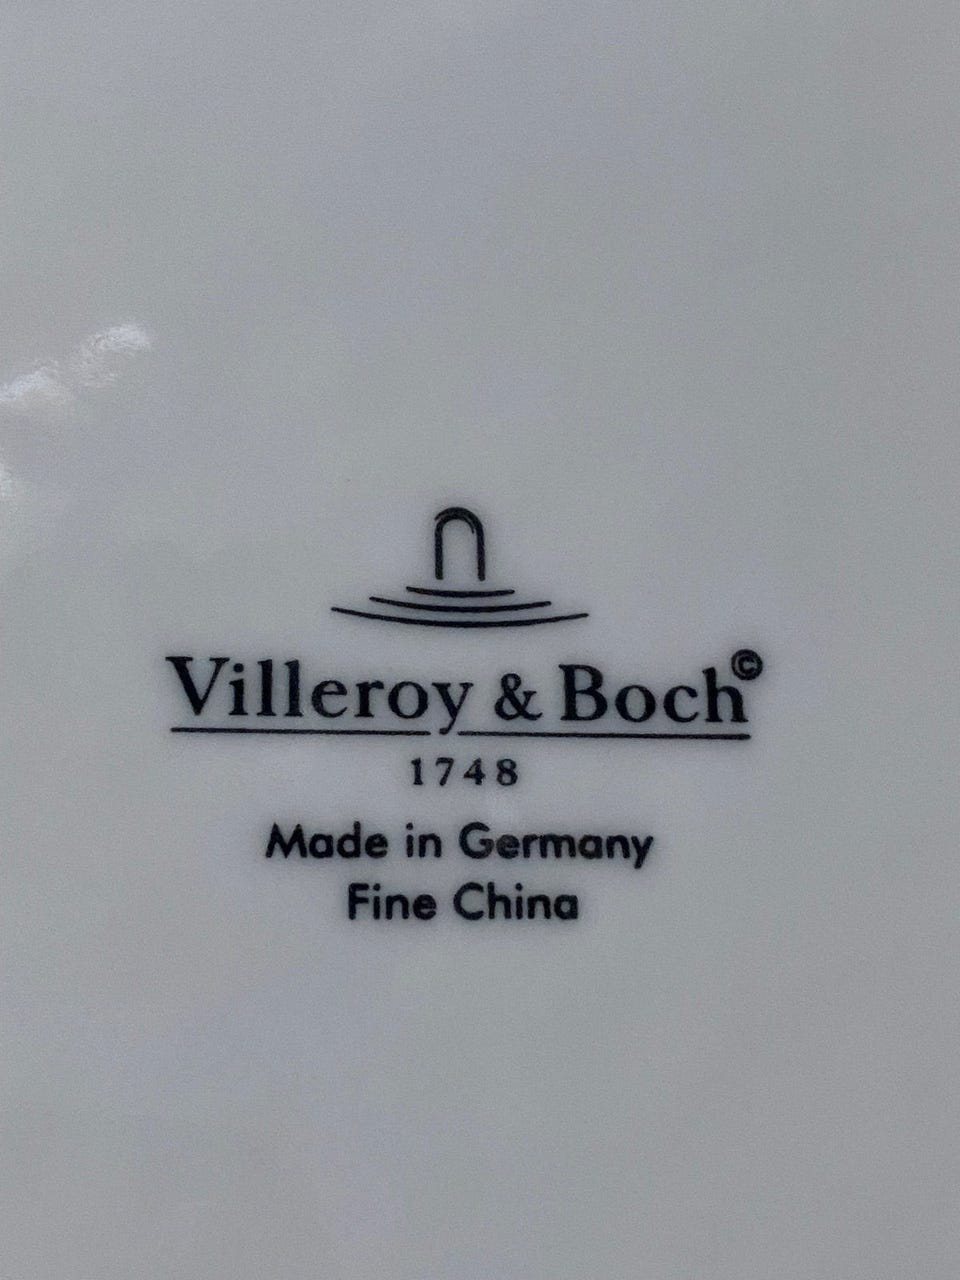 Villeroy & Boch©
1748
Made in Germany
Fine China